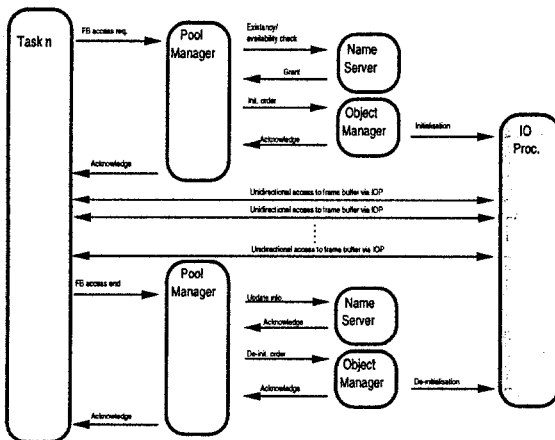 Task n
FB access req.
Pool
Manager
Existancy/
availability check
Name
Server
Grant
Init. order
Object
Manager
Initialisation
IO
Proc.
Acknowledge
Acknowledge
Unidirectional access to frame buffer via IOP
Unidirectional access to frame buffer via IOP
Unidirectional access to frame buffer via IOP
FB access end
Pool
Manager
Update info.
Name
Server
Acknowledge
De-init. order
Object
Manager
De-initialisation
Acknowledge
Acknowledge